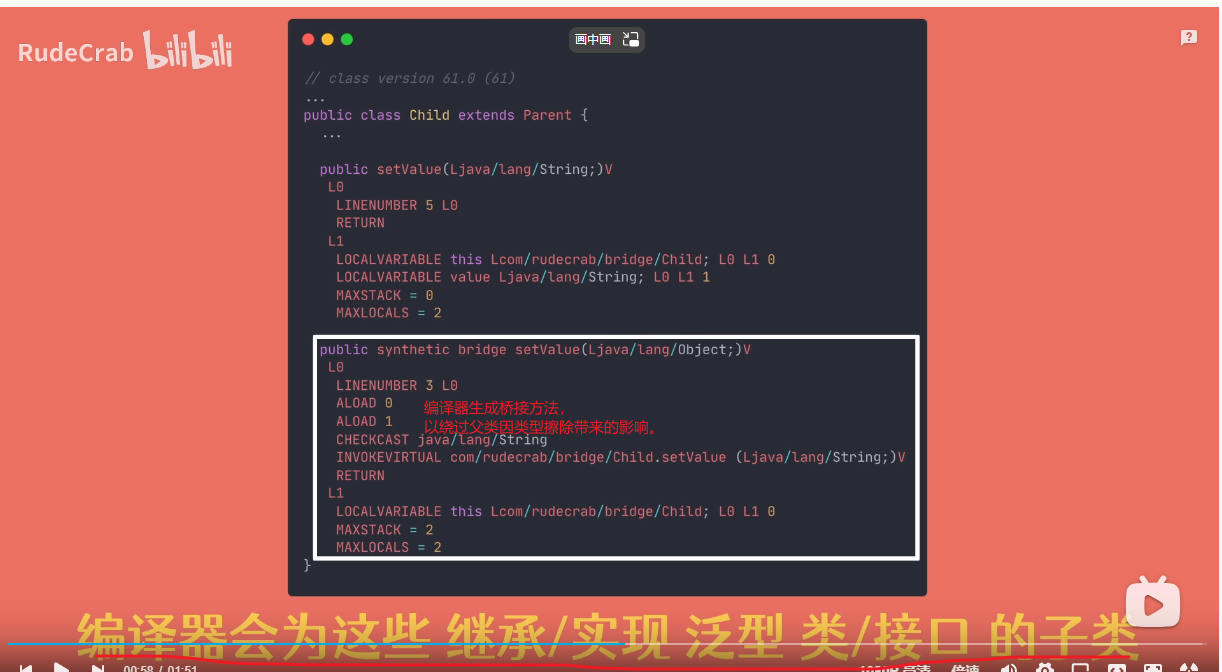 RudeCrab bilibili
画中画
// class version 61.0 (61)
...
public class Child extends Parent {
...
public setValue(Ljava/lang/String;)V
L0
LINENUMBER 5 L0
RETURN
L1
LOCALVARIABLE this Lcom/rudecrab/bridge/Child; L0 L1 0
LOCALVARIABLE value Ljava/lang/String; L0 L1 1
MAXSTACK = 0
MAXLOCALS = 2
public synthetic bridge setValue(Ljava/lang/Object;)V
L0
LINENUMBER 3 L0
ALOAD 0
编译器生成桥接方法,
ALOAD 1
以绕过父类因类型擦除带来的影响。
CHECKCAST java/lang/String
INVOKEVIRTUAL com/rudecrab/bridge/Child.setValue (Ljava/lang/String;)V
RETURN
L1
LOCALVARIABLE this Lcom/rudecrab/bridge/Child; L0 L1 0
MAXSTACK = 2
MAXLOCALS = 2
}
编译器会为这些 继承/实现 泛型 类/接口 的子类
00:58 / 01:51
倍速